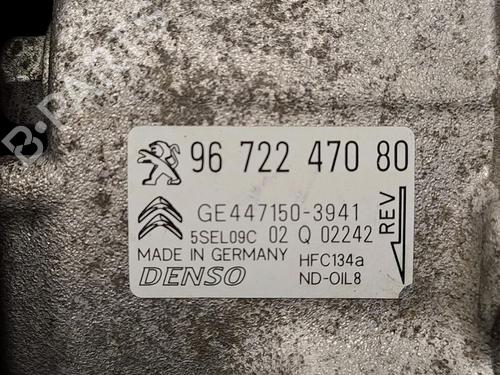 B-PARTS
96 722 470 80
GE447150-3941
5SEL09C 02 Q 02242
MADE IN GERMANY HFC134a
DENSO ND-OIL8
REV